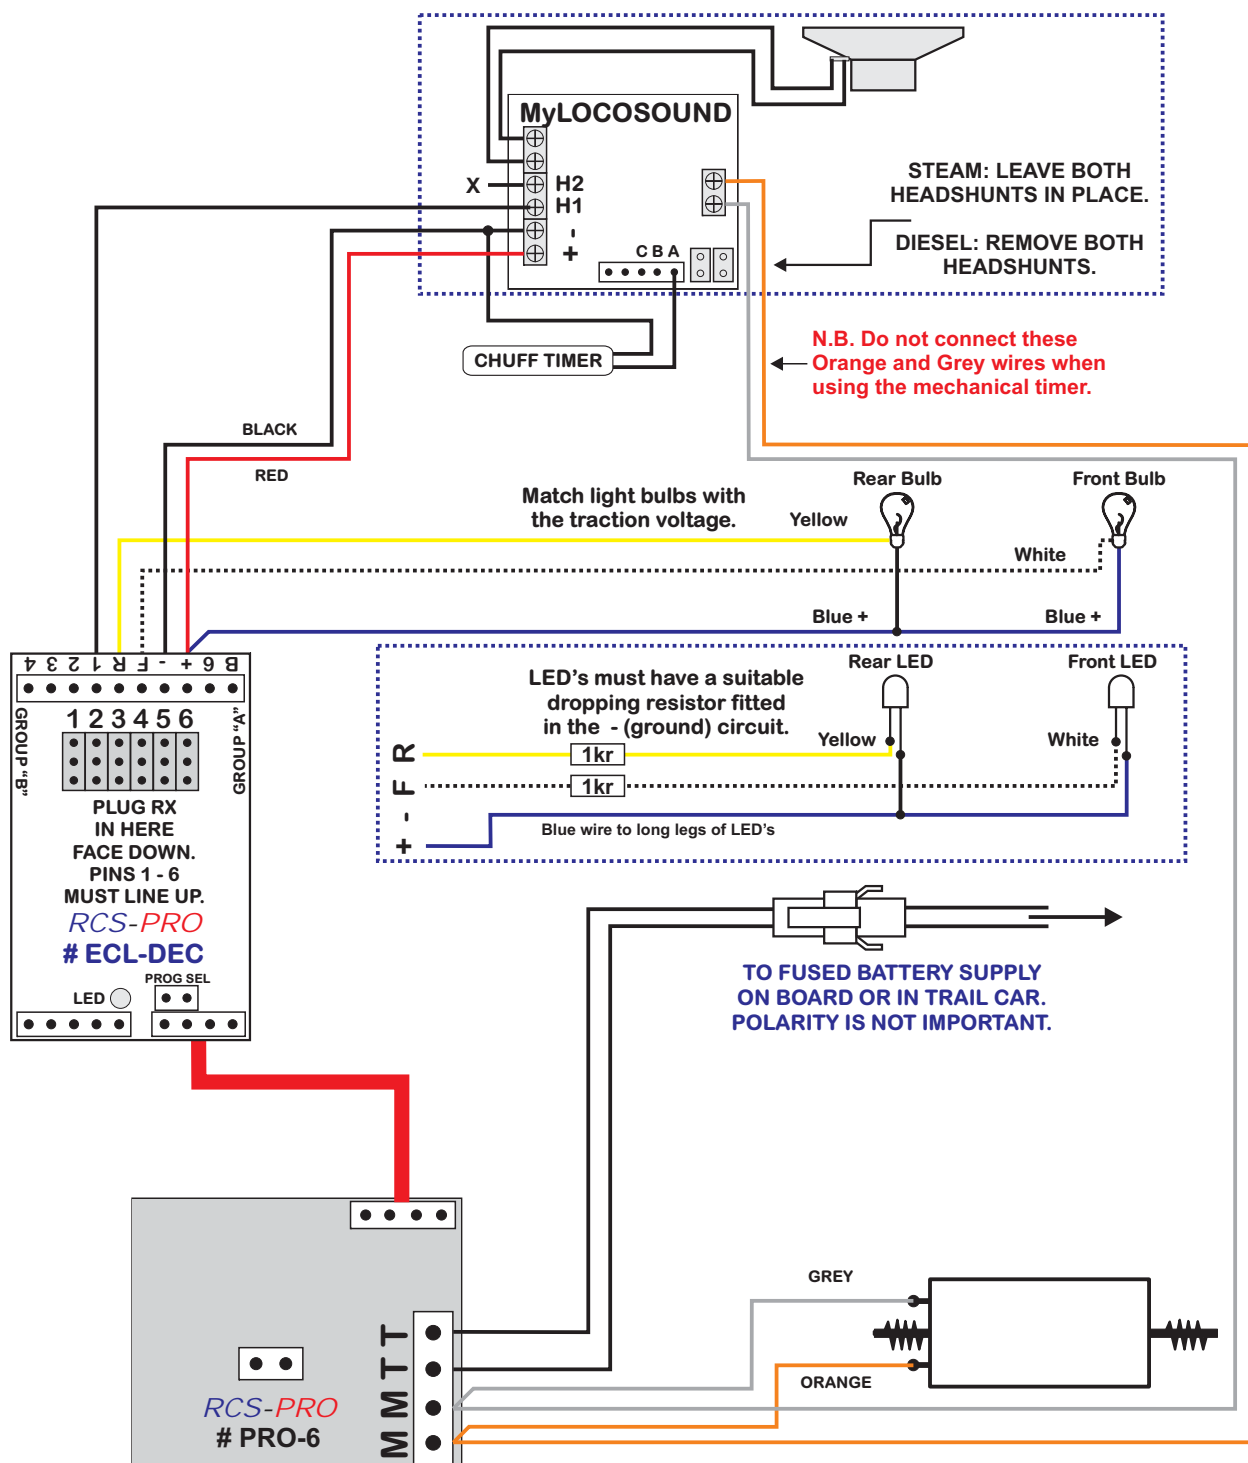 MyLOCOSOUND
X
H2
H1
-
+
C B A
STEAM: LEAVE BOTH
HEADSHUNTS IN PLACE.
DIESEL: REMOVE BOTH
HEADSHUNTS.
CHUFF TIMER
N.B. Do not connect these
Orange and Grey wires when
using the mechanical timer.
BLACK
RED
Match light bulbs with
the traction voltage.
Rear Bulb
Front Bulb
Yellow
White
Blue +
Blue +
4 3 2 1 R F - + 6 B
GROUP "B"
GROUP "A"
1 2 3 4 5 6
PLUG RX
IN HERE
FACE DOWN.
PINS 1 - 6
MUST LINE UP.
RCS-PRO
# ECL-DEC
PROG SEL
LED
LED's must have a suitable
dropping resistor fitted
in the - (ground) circuit.
Rear LED
Front LED
Yellow
White
R
1kr
F
1kr
-
+
Blue wire to long legs of LED's
TO FUSED BATTERY SUPPLY
ON BOARD OR IN TRAIL CAR.
POLARITY IS NOT IMPORTANT.
GREY
ORANGE
M M T T
RCS-PRO
# PRO-6